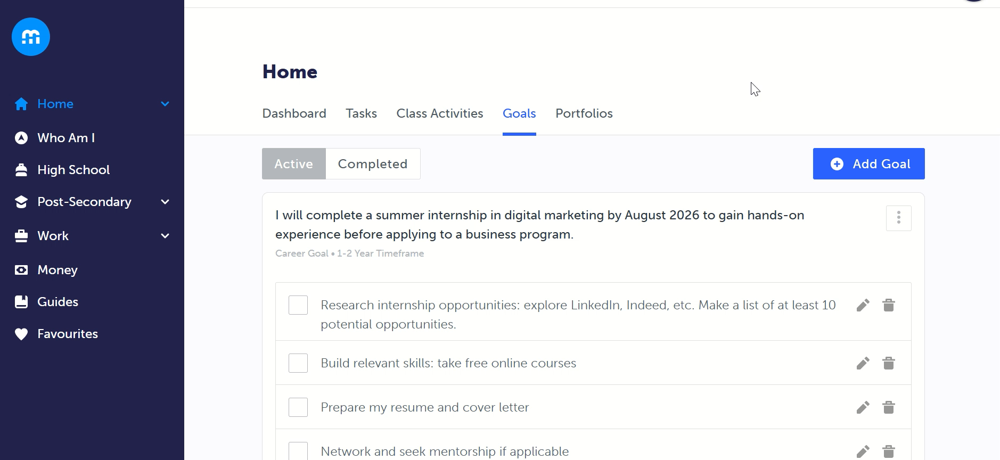 Home
Who Am I
High School
Post-Secondary
Work
Money
Guides
Favourites
Home
Dashboard
Tasks
Class Activities
Goals
Portfolios
Active
Completed
Add Goal
I will complete a summer internship in digital marketing by August 2026 to gain hands-on
experience before applying to a business program.
Career Goal • 1-2 Year Timeframe
Research internship opportunities: explore LinkedIn, Indeed, etc. Make a list of at least 10
potential opportunities.
Build relevant skills: take free online courses
Prepare my resume and cover letter
Network and seek mentorship if applicable